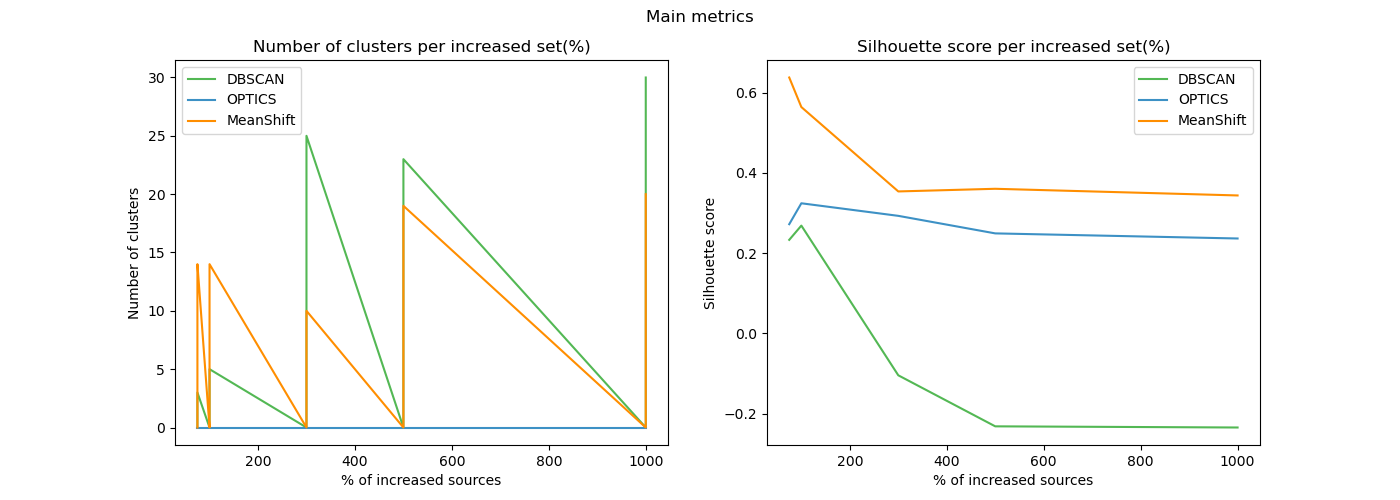 Main metrics
Number of clusters per increased set(%)
DBSCAN
OPTICS
MeanShift
30
25
20
15
10
5
0
Number of clusters
200
400
600
800
1000
% of increased sources
Silhouette score per increased set(%)
DBSCAN
OPTICS
MeanShift
0.6
0.4
0.2
0.0
−0.2
Silhouette score
200
400
600
800
1000
% of increased sources